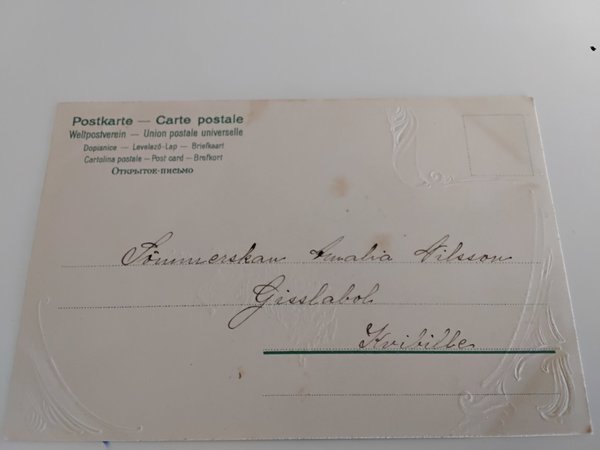 Postkarte — Carte postale
Weltpostverein — Union postale universelle
Dopisnice — Levelező-Lap — Briefkaart
Cartolina postale — Post card — Brefkort
Открытое письмо
Sömmerskan Amalia Nilsson
Gisslabol
Kvibille